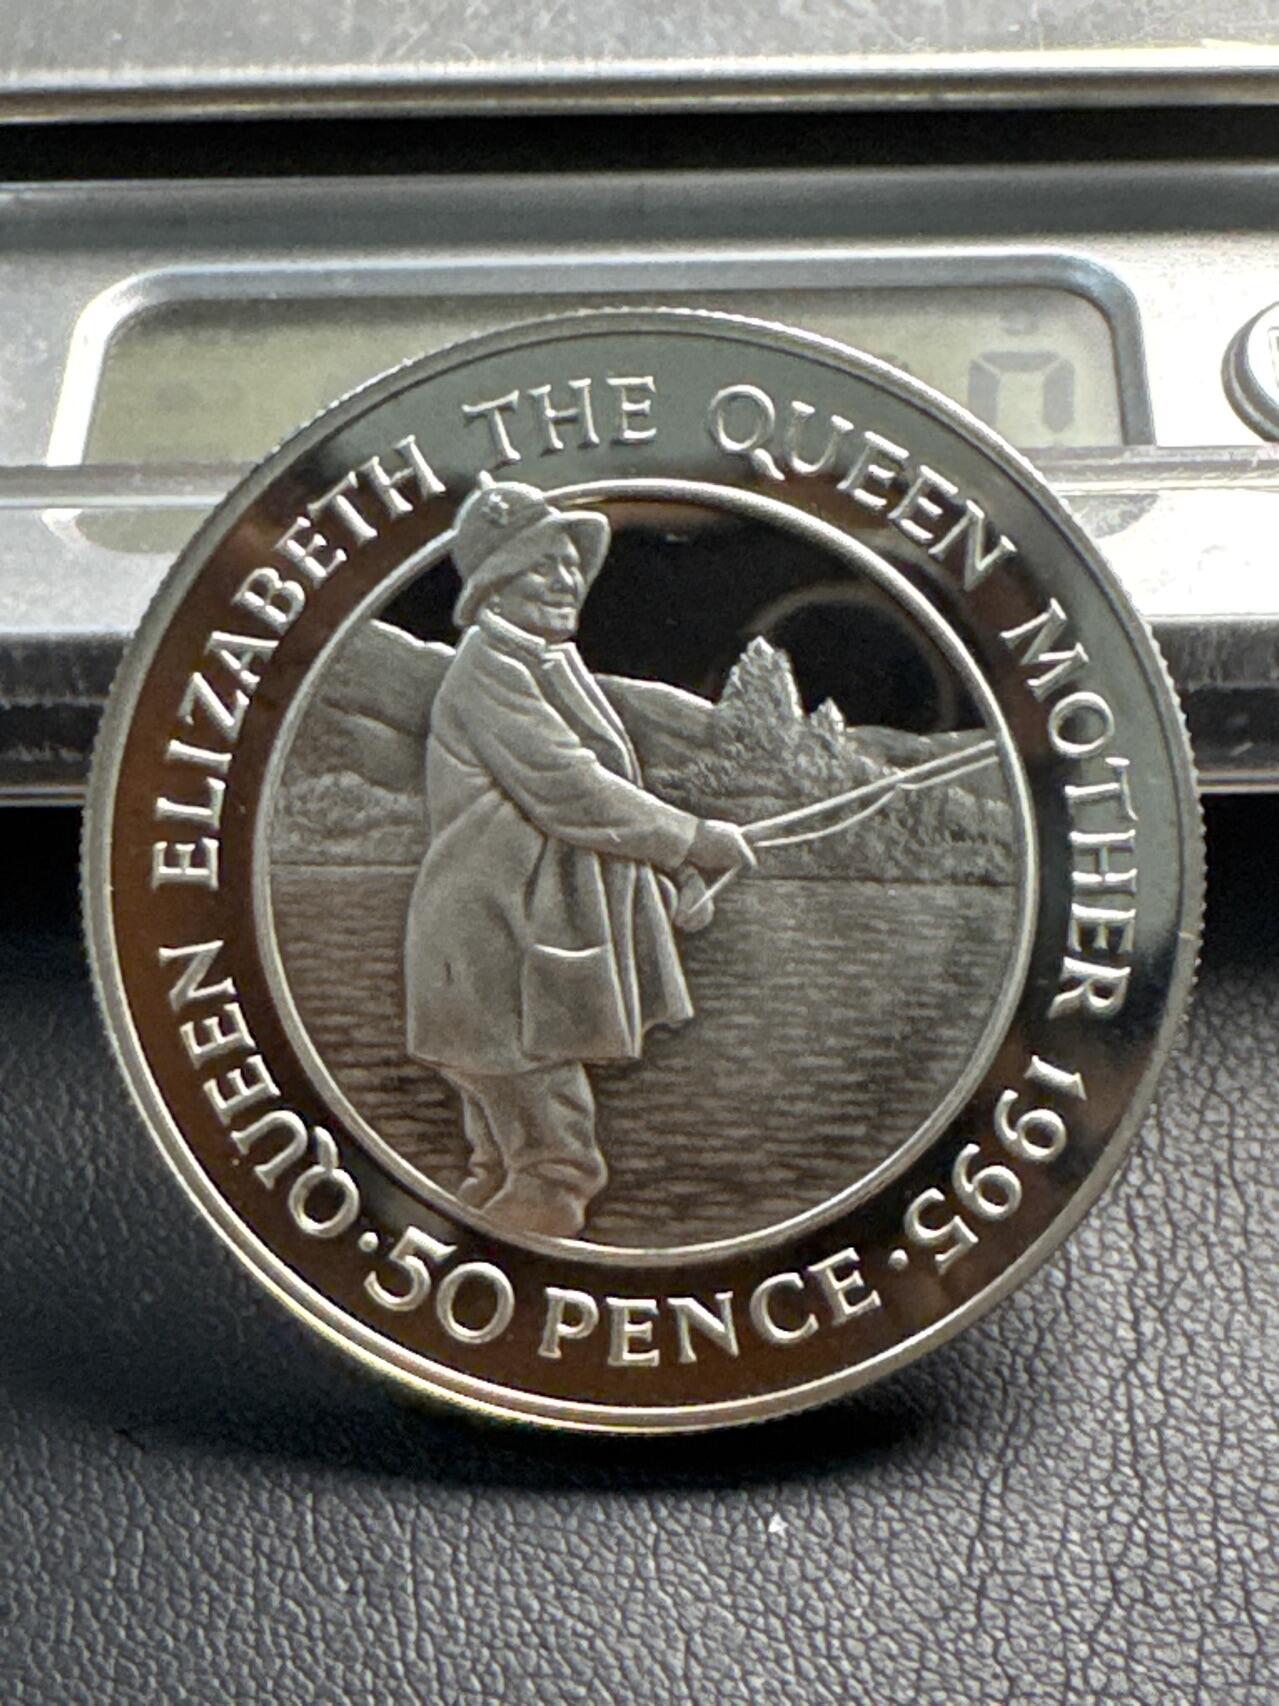 QUEEN ELIZABETH THE QUEEN MOTHER 1995
· 50 PENCE ·